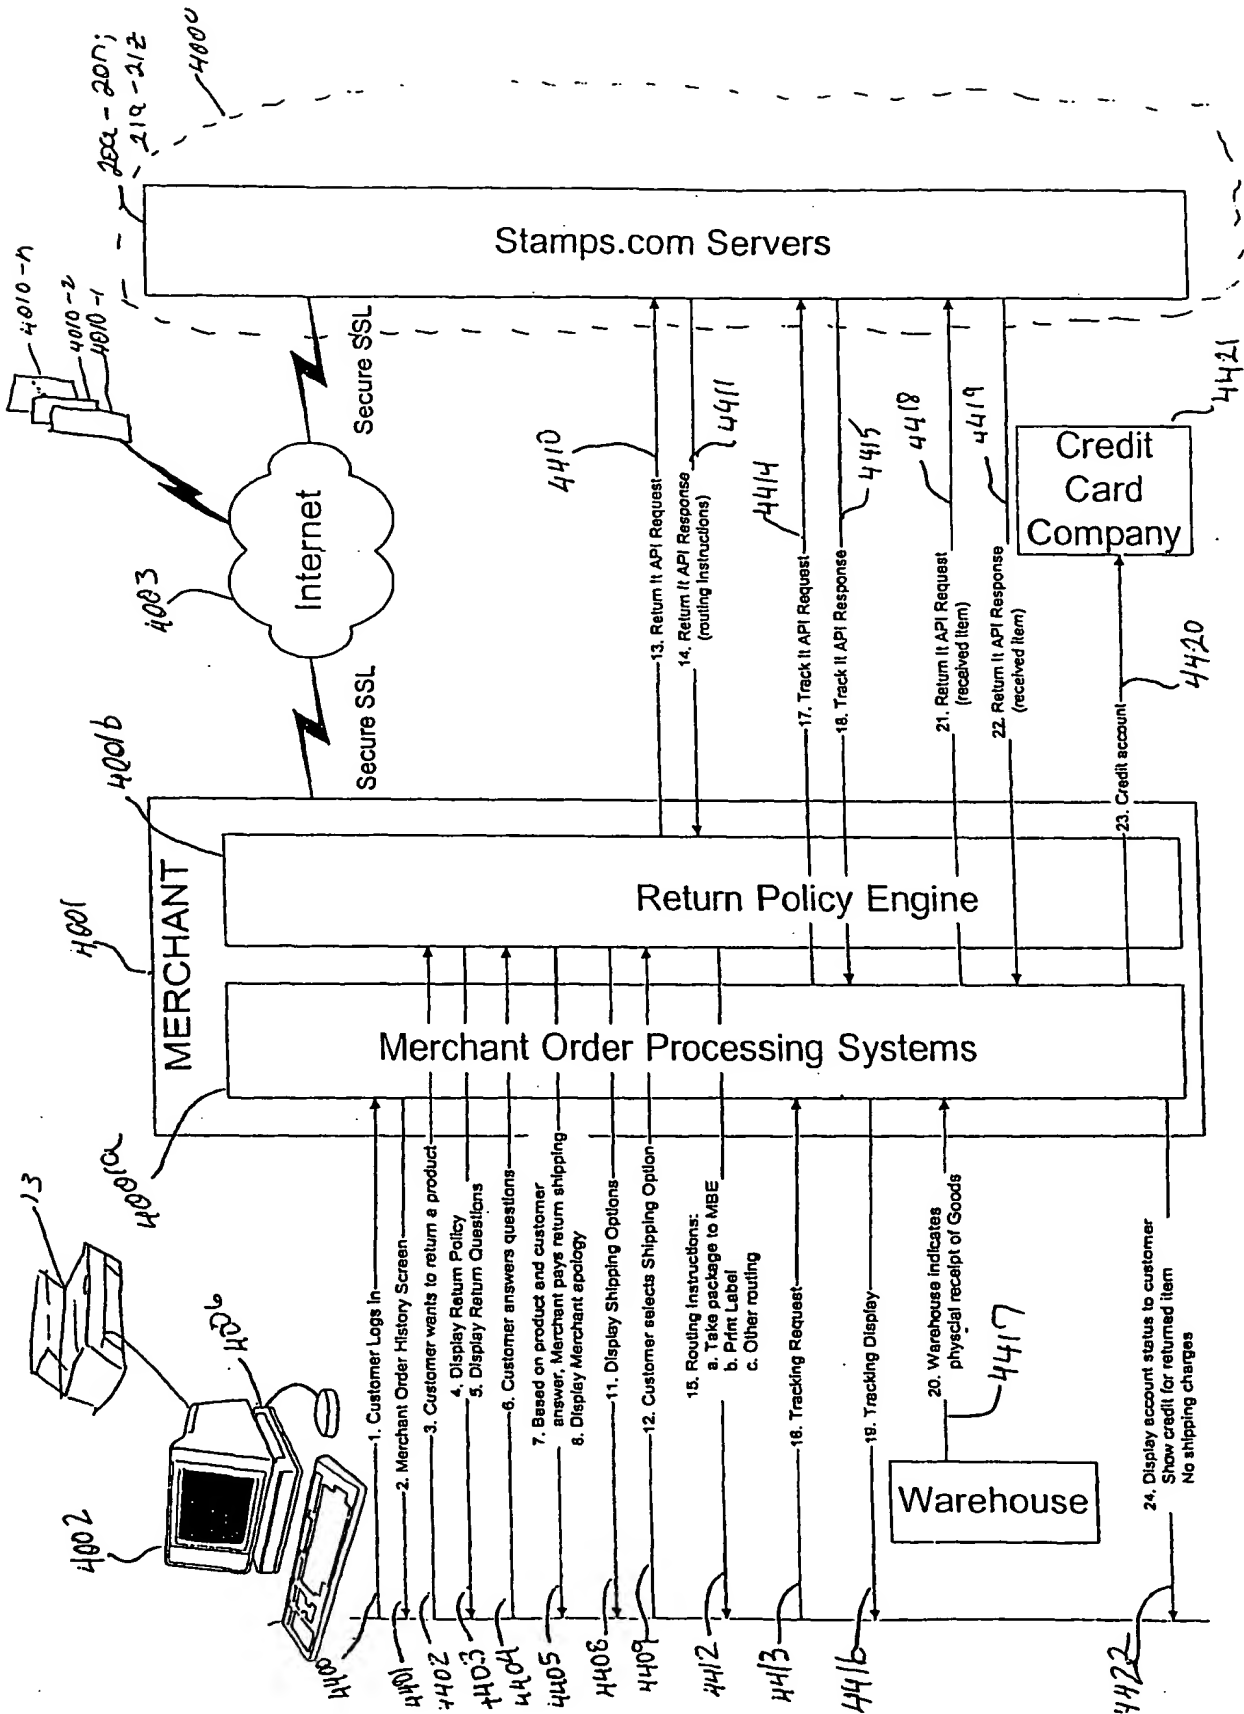 4002
4006
13
4001
4001a
4001b
4003
4010-n
4010-2
4010-1
20a - 20n;
21a - 21z
4000
MERCHANT
Merchant Order Processing Systems
Return Policy Engine
Secure SSL
Internet
Secure SSL
Stamps.com Servers
4400
1. Customer Logs In
4401
2. Merchant Order History Screen
4402
3. Customer wants to return a product
4403
4. Display Return Policy
5. Display Return Questions
4404
6. Customer answers questions
4405
7. Based on product and customer
answer, Merchant pays return shipping
8. Display Merchant apology
4408
11. Display Shipping Options
4409
12. Customer selects Shipping Option
13. Return It API Request
4410
14. Return It API Response
(routing Instructions)
4411
4412
15. Routing Instructions:
a. Take package to MBE
b. Print Label
c. Other routing
4413
16. Tracking Request
17. Track It API Request
4414
18. Track It API Response
4415
4416
19. Tracking Display
Warehouse
20. Warehouse indicates
physcial receipt of Goods
4417
21. Return It API Request
(received item)
4418
22. Return It API Response
(received item)
4419
23. Credit account
4420
Credit
Card
Company
4421
4422
24. Display account status to customer
Show credit for returned item
No shipping charges